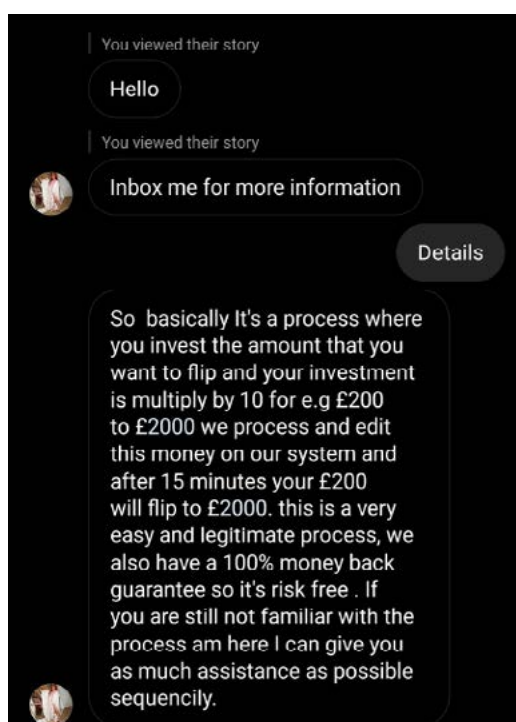 You viewed their story
Hello
You viewed their story
Inbox me for more information
Details
So basically It's a process where
you invest the amount that you
want to flip and your investment
is multiply by 10 for e.g £200
to £2000 we process and edit
this money on our system and
after 15 minutes your £200
will flip to £2000. this is a very
easy and legitimate process, we
also have a 100% money back
guarantee so it's risk free . If
you are still not familiar with the
process am here I can give you
as much assistance as possible
sequencily.